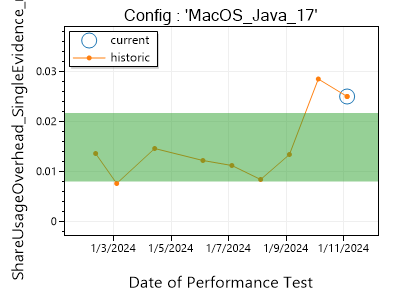 Config : 'MacOS_Java_17'
current
historic
0.03
0.02
0.01
0
1/3/2024 1/5/2024 1/7/2024 1/9/2024 1/11/2024
Date of Performance Test
ShareUsageOverhead_SingleEvidence_